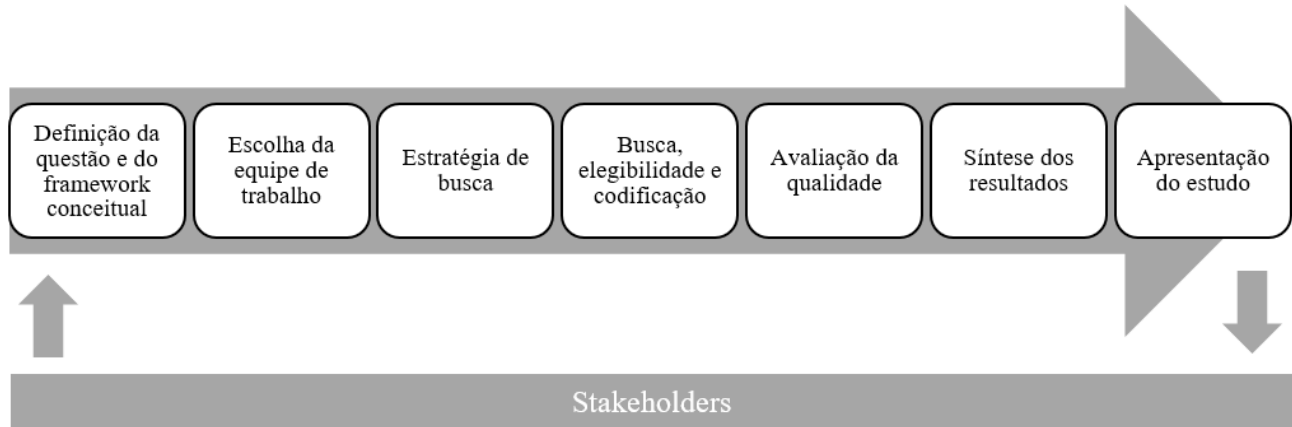 Definição da
questão e do
framework
conceitual
Escolha da
equipe de
trabalho
Estratégia de
busca
Busca,
elegibilidade e
codificação
Avaliação da
qualidade
Síntese dos
resultados
Apresentação
do estudo
Stakeholders